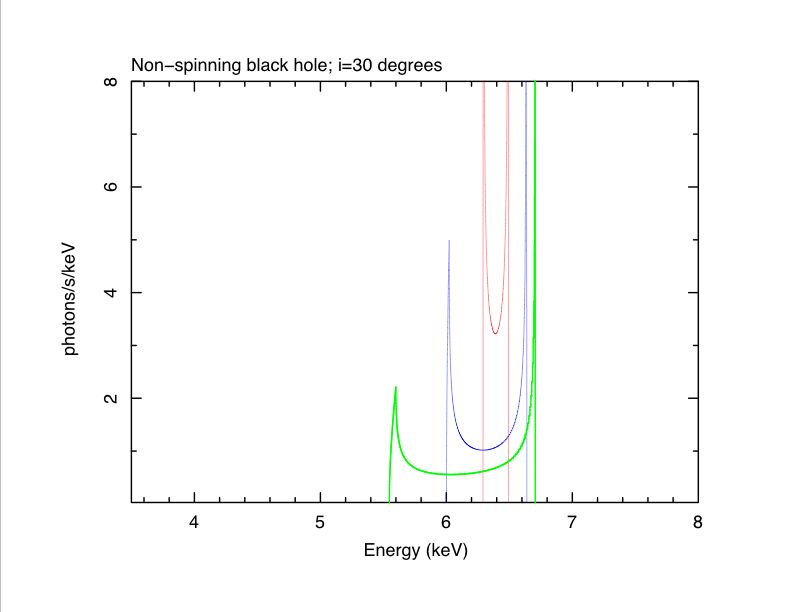 Non−spinning black hole; i=30 degrees
8
6
4
2
photons/s/keV
4 5 6 7 8
Energy (keV)